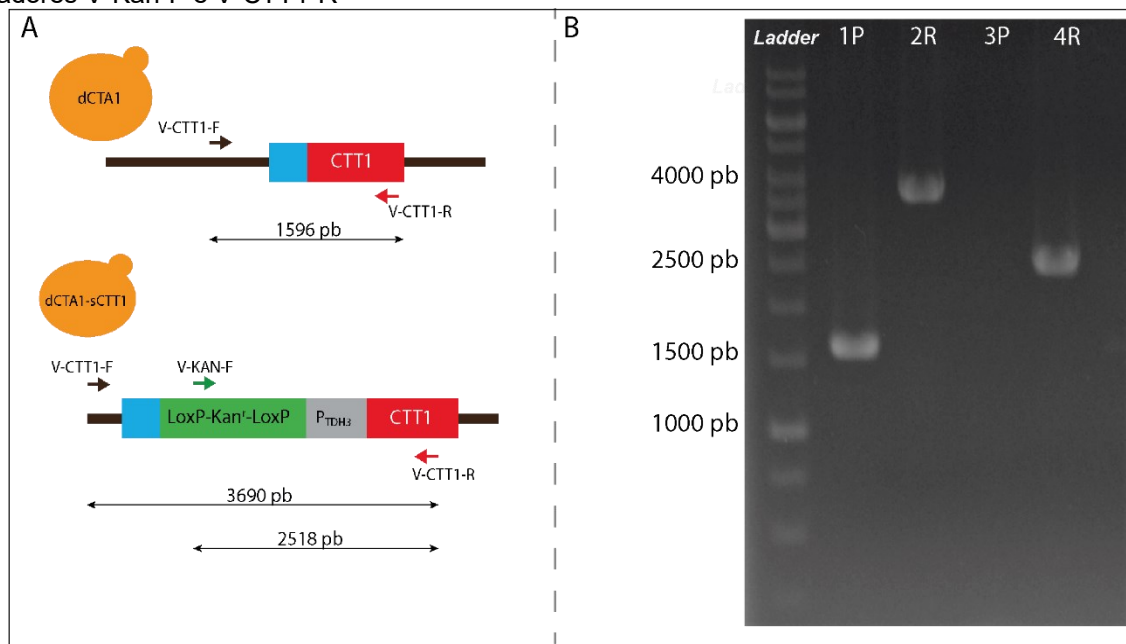 A
dCTA1
V-CTT1-F
CTT1
V-CTT1-R
1596 pb
dCTA1-sCTT1
V-CTT1-F
V-KAN-F
LoxP-Kanʳ-LoxP
P_TDH3
CTT1
V-CTT1-R
3690 pb
2518 pb
B
Ladder 1P 2R 3P 4R
4000 pb
2500 pb
1500 pb
1000 pb